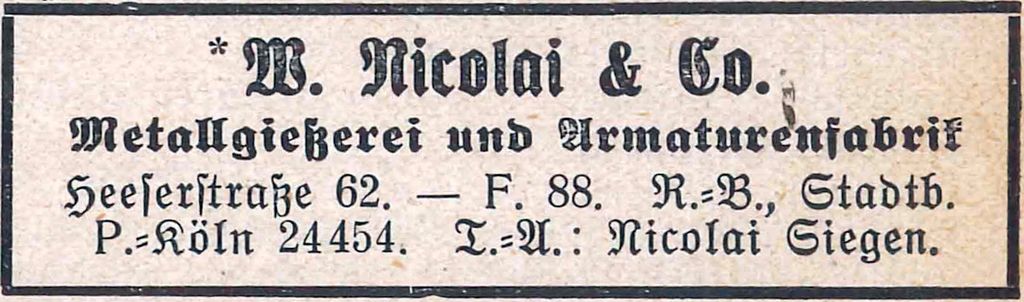 *W. Nicolai & Co.
Metallgießerei und Armaturenfabrik
Heeserstraße 62. — F. 88. R.=B., Stadtb.
P.=Köln 24454. T.=A.: Nicolai Siegen.